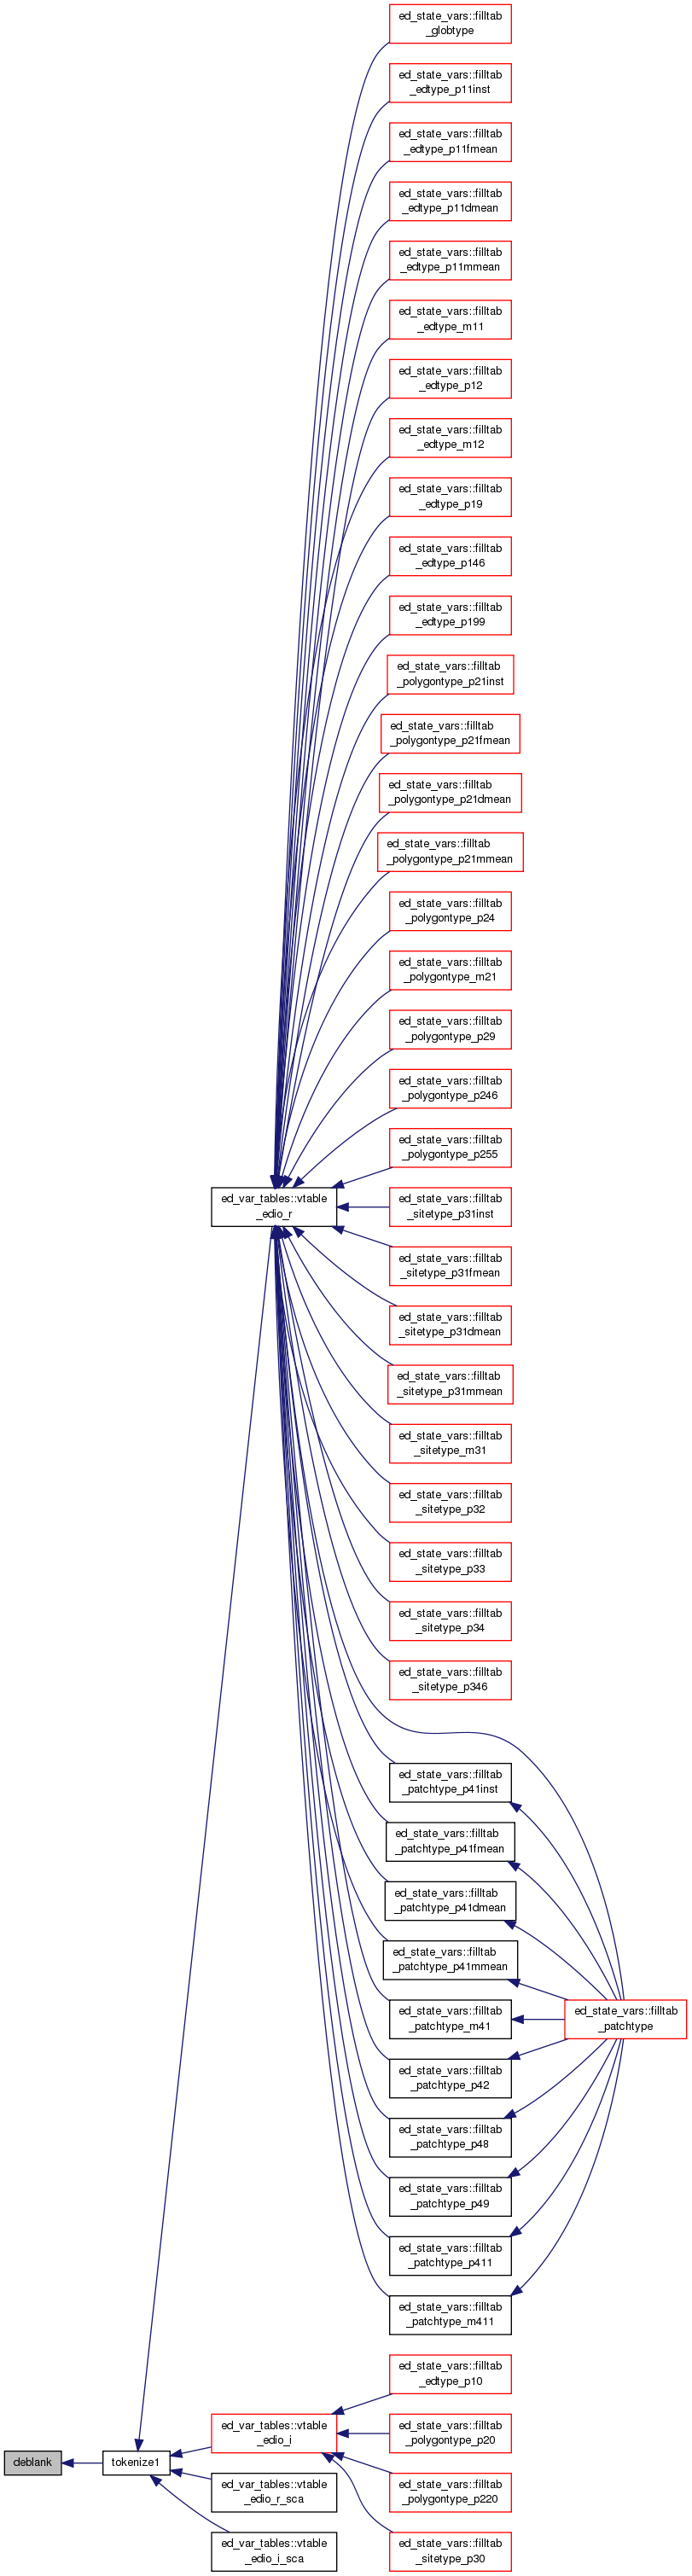 ed_state_vars::filltab
_globtype
ed_state_vars::filltab
_edtype_p11inst
ed_state_vars::filltab
_edtype_p11fmean
ed_state_vars::filltab
_edtype_p11dmean
ed_state_vars::filltab
_edtype_p11mmean
ed_state_vars::filltab
_edtype_m11
ed_state_vars::filltab
_edtype_p12
ed_state_vars::filltab
_edtype_m12
ed_state_vars::filltab
_edtype_p19
ed_state_vars::filltab
_edtype_p146
ed_state_vars::filltab
_edtype_p199
ed_state_vars::filltab
_polygontype_p21inst
ed_state_vars::filltab
_polygontype_p21fmean
ed_state_vars::filltab
_polygontype_p21dmean
ed_state_vars::filltab
_polygontype_p21mmean
ed_state_vars::filltab
_polygontype_p24
ed_state_vars::filltab
_polygontype_m21
ed_state_vars::filltab
_polygontype_p29
ed_state_vars::filltab
_polygontype_p246
ed_state_vars::filltab
_polygontype_p255
ed_var_tables::vtable
_edio_r
ed_state_vars::filltab
_sitetype_p31inst
ed_state_vars::filltab
_sitetype_p31fmean
ed_state_vars::filltab
_sitetype_p31dmean
ed_state_vars::filltab
_sitetype_p31mmean
ed_state_vars::filltab
_sitetype_m31
ed_state_vars::filltab
_sitetype_p32
ed_state_vars::filltab
_sitetype_p33
ed_state_vars::filltab
_sitetype_p34
ed_state_vars::filltab
_sitetype_p346
ed_state_vars::filltab
_patchtype_p41inst
ed_state_vars::filltab
_patchtype_p41fmean
ed_state_vars::filltab
_patchtype_p41dmean
ed_state_vars::filltab
_patchtype_p41mmean
ed_state_vars::filltab
_patchtype_m41
ed_state_vars::filltab
_patchtype
ed_state_vars::filltab
_patchtype_p42
ed_state_vars::filltab
_patchtype_p48
ed_state_vars::filltab
_patchtype_p49
ed_state_vars::filltab
_patchtype_p411
ed_state_vars::filltab
_patchtype_m411
ed_state_vars::filltab
_edtype_p10
ed_var_tables::vtable
_edio_i
ed_state_vars::filltab
_polygontype_p20
deblank
tokenize1
ed_var_tables::vtable
_edio_r_sca
ed_state_vars::filltab
_polygontype_p220
ed_var_tables::vtable
_edio_i_sca
ed_state_vars::filltab
_sitetype_p30